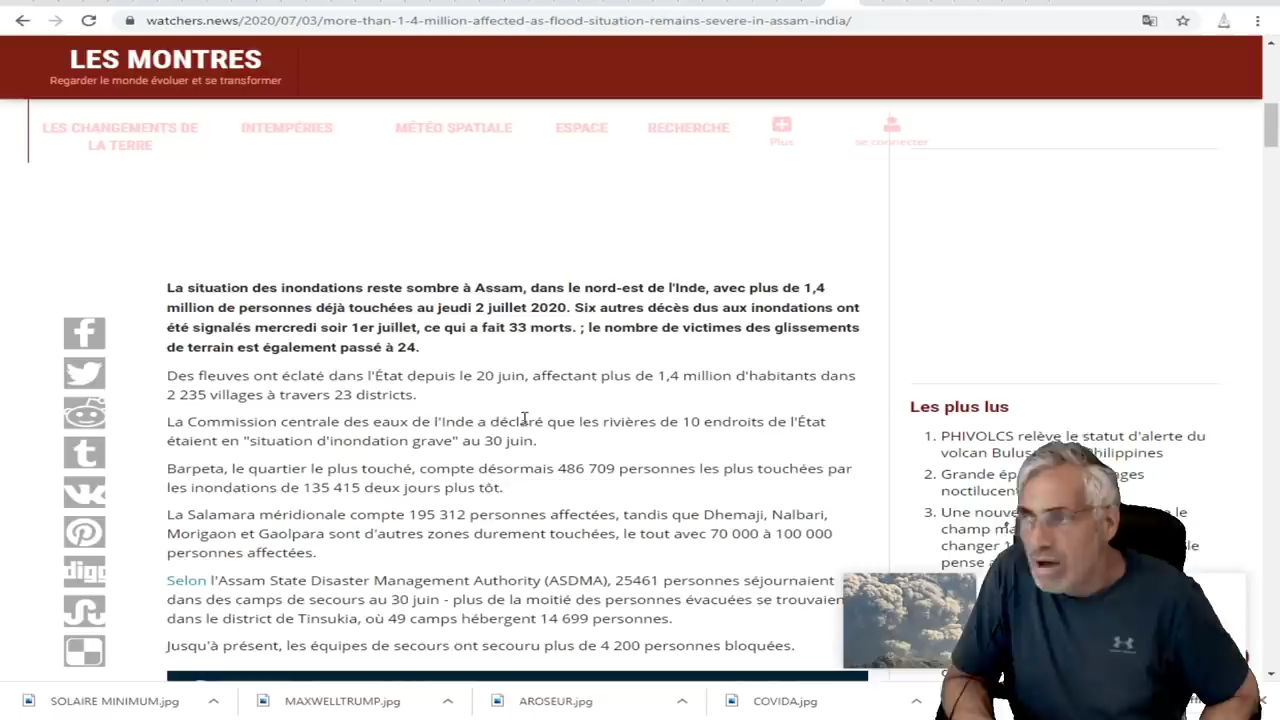 watchers.news/2020/07/03/more-than-1-4-million-affected-as-flood-situation-remains-severe-in-assam-india/
LES MONTRES
Regarder le monde évoluer et se transformer
LES CHANGEMENTS DE
LA TERRE
INTEMPÉRIES
MÉTÉO SPATIALE
ESPACE
RECHERCHE
Plus
se connecter
La situation des inondations reste sombre à Assam, dans le nord-est de l'Inde, avec plus de 1,4
million de personnes déjà touchées au jeudi 2 juillet 2020. Six autres décès dus aux inondations ont
été signalés mercredi soir 1er juillet, ce qui a fait 33 morts. ; le nombre de victimes des glissements
de terrain est également passé à 24.
Des fleuves ont éclaté dans l'État depuis le 20 juin, affectant plus de 1,4 million d'habitants dans
2 235 villages à travers 23 districts.
La Commission centrale des eaux de l'Inde a déclaré que les rivières de 10 endroits de l'État
étaient en "situation d'inondation grave" au 30 juin.
Barpeta, le quartier le plus touché, compte désormais 486 709 personnes les plus touchées par
les inondations de 135 415 deux jours plus tôt.
La Salamara méridionale compte 195 312 personnes affectées, tandis que Dhemaji, Nalbari,
Morigaon et Gaolpara sont d'autres zones durement touchées, le tout avec 70 000 à 100 000
personnes affectées.
Selon l'Assam State Disaster Management Authority (ASDMA), 25461 personnes séjournaient
dans des camps de secours au 30 juin - plus de la moitié des personnes évacuées se trouvaien
dans le district de Tinsukia, où 49 camps hébergent 14 699 personnes.
Jusqu'à présent, les équipes de secours ont secouru plus de 4 200 personnes bloquées.
Les plus lus
1. PHIVOLCS relève le statut d'alerte du
volcan Bulus
2. Grande
noctilucen
3. Une nouve
champ
changer
pense
digg
SOLAIRE MINIMUM.jpg
MAXWELLTRUMP.jpg
AROSEUR.jpg
COVIDA.jpg